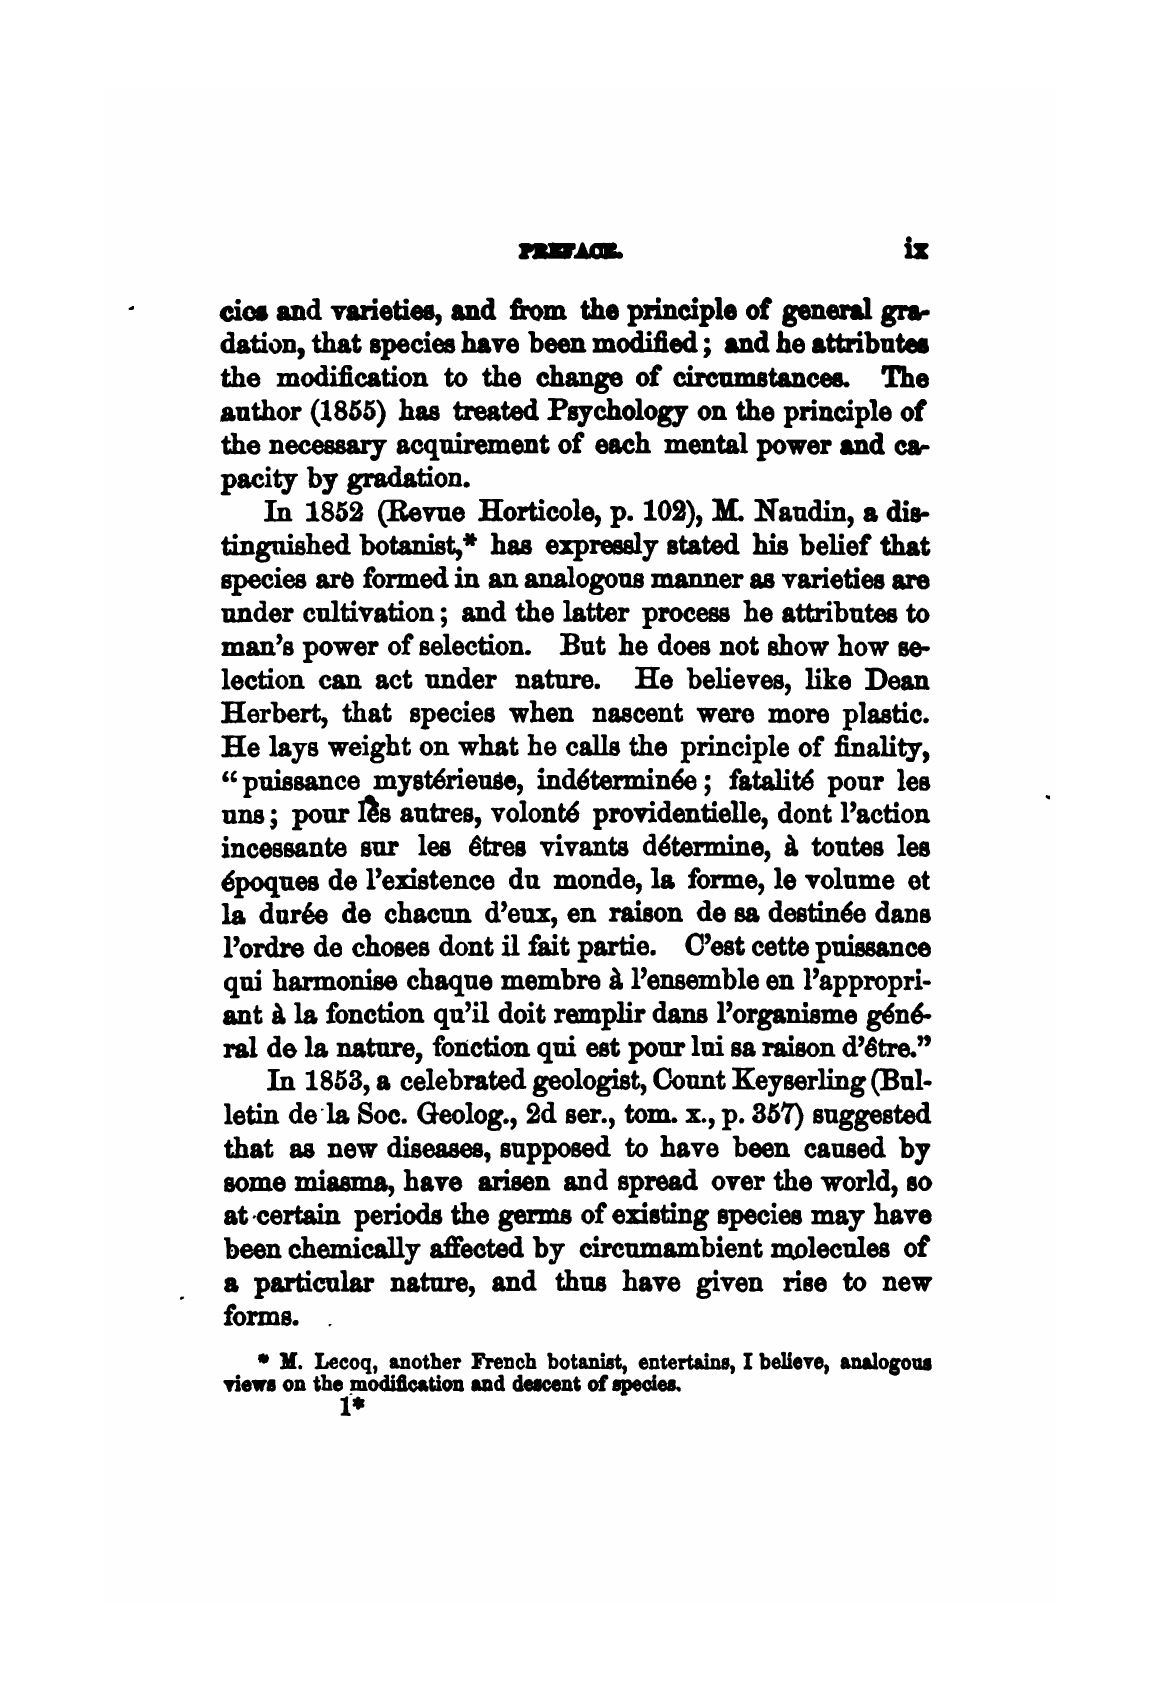 PREFACE. ix
cies and varieties, and from the principle of general gra-
dation, that species have been modified; and he attributes
the modification to the change of circumstances. The
author (1855) has treated Psychology on the principle of
the necessary acquirement of each mental power and ca-
pacity by gradation.
In 1852 (Revue Horticole, p. 102), M. Naudin, a dis-
tinguished botanist,* has expressly stated his belief that
species are formed in an analogous manner as varieties are
under cultivation; and the latter process he attributes to
man's power of selection. But he does not show how se-
lection can act under nature. He believes, like Dean
Herbert, that species when nascent were more plastic.
He lays weight on what he calls the principle of finality,
“puissance mystérieuse, indéterminée; fatalité pour les
uns; pour les autres, volonté providentielle, dont l'action
incessante sur les êtres vivants détermine, à toutes les
époques de l'existence du monde, la forme, le volume et
la durée de chacun d'eux, en raison de sa destinée dans
l'ordre de choses dont il fait partie. C'est cette puissance
qui harmonise chaque membre à l'ensemble en l'appropri-
ant à la fonction qu'il doit remplir dans l'organisme géné-
ral de la nature, fonction qui est pour lui sa raison d'être.”
In 1853, a celebrated geologist, Count Keyserling (Bul-
letin de la Soc. Geolog., 2d ser., tom. x., p. 357) suggested
that as new diseases, supposed to have been caused by
some miasma, have arisen and spread over the world, so
at certain periods the germs of existing species may have
been chemically affected by circumambient molecules of
a particular nature, and thus have given rise to new
forms.
* M. Lecoq, another French botanist, entertains, I believe, analogous
views on the modification and descent of species.
1*